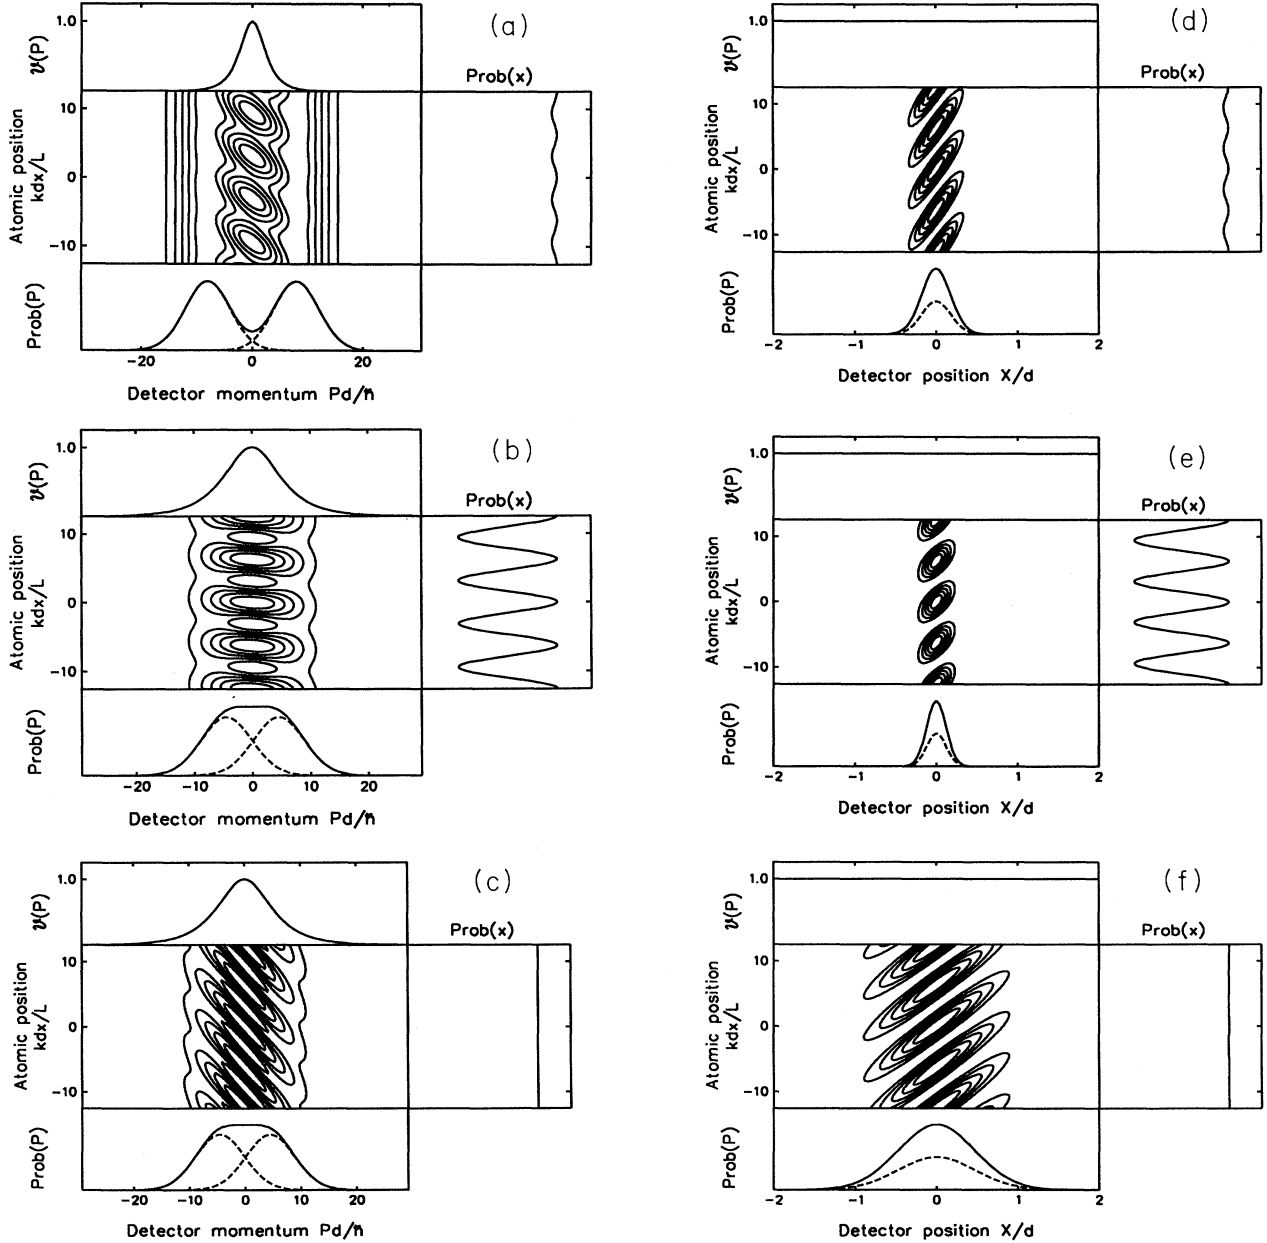 (a)
1.0
𝒱(P)
Prob(x)
10
0
-10
Atomic position
kdx/L
Prob(P)
-20 0 20
Detector momentum Pd/ℏ
(b)
1.0
𝒱(P)
Prob(x)
10
0
-10
Atomic position
kdx/L
Prob(P)
-20 -10 0 10 20
Detector momentum Pd/ℏ
(c)
1.0
𝒱(P)
Prob(x)
10
0
-10
Atomic position
kdx/L
Prob(P)
-20 -10 0 10 20
Detector momentum Pd/ℏ
(d)
1.0
𝒱(P)
Prob(x)
10
0
-10
Atomic position
kdx/L
Prob(P)
-2 -1 0 1 2
Detector position X/d
(e)
1.0
𝒱(P)
Prob(x)
10
0
-10
Atomic position
kdx/L
Prob(P)
-2 -1 0 1 2
Detector position X/d
(f)
1.0
𝒱(P)
Prob(x)
10
0
-10
Atomic position
kdx/L
Prob(P)
-2 -1 0 1 2
Detector position X/d